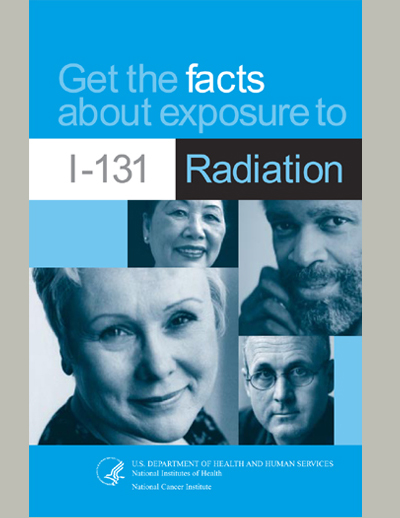 Get the facts
about exposure to
I-131 Radiation
U.S. DEPARTMENT OF HEALTH AND HUMAN SERVICES
National Institutes of Health
National Cancer Institute